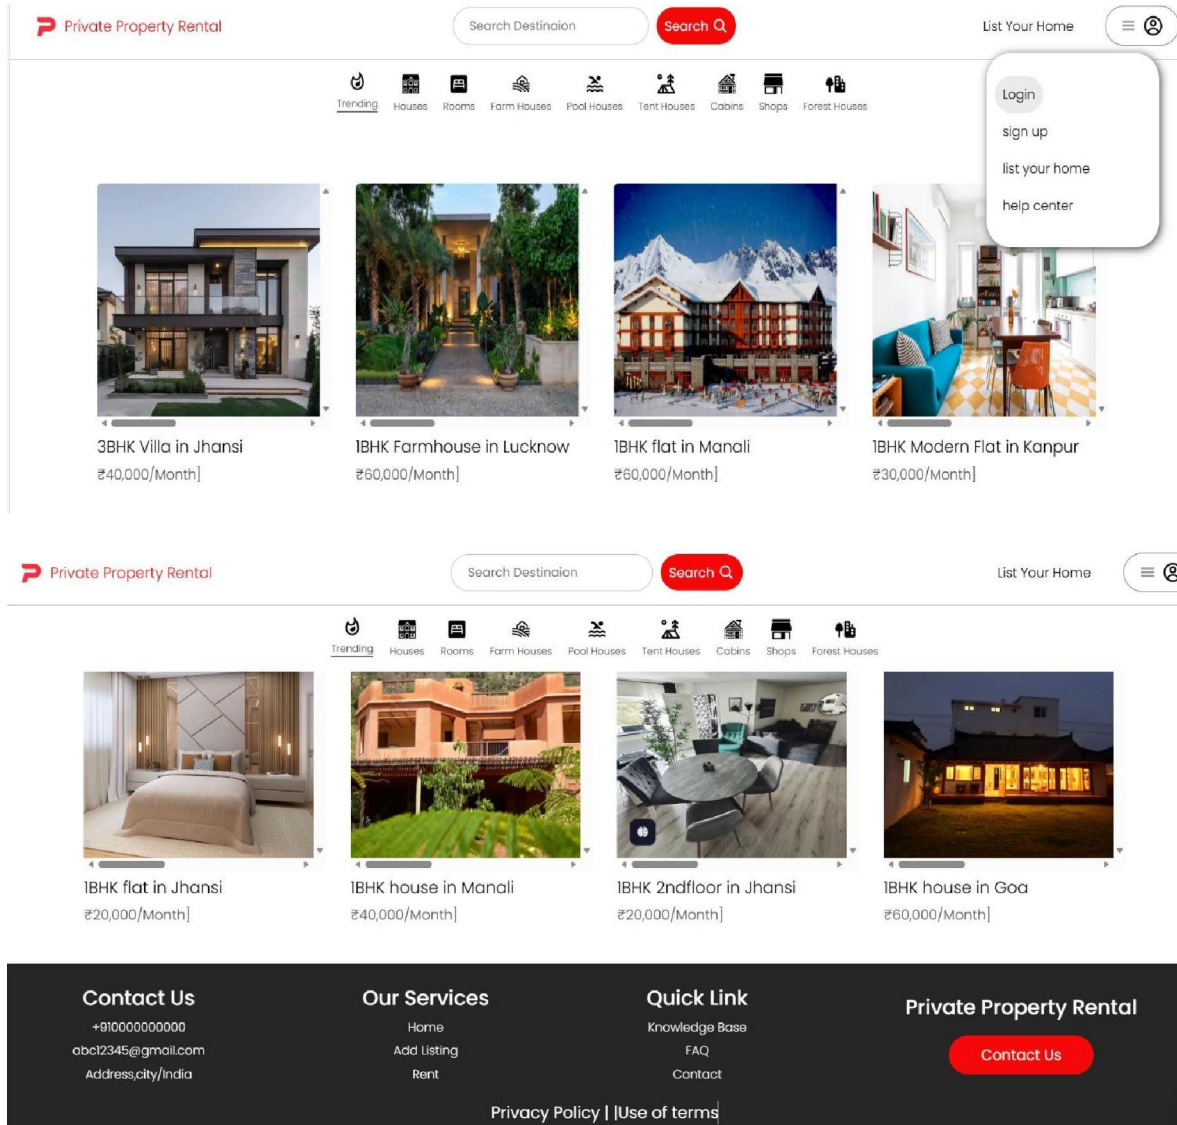 Private Property Rental
Search Destinaion
Search
List Your Home
Trending
Houses
Rooms
Farm Houses
Pool Houses
Tent Houses
Cabins
Shops
Forest Houses
Login
sign up
list your home
help center
3BHK Villa in Jhansi
₹40,000/Month]
1BHK Farmhouse in Lucknow
₹60,000/Month]
1BHK flat in Manali
₹60,000/Month]
1BHK Modern Flat in Kanpur
₹30,000/Month]
Private Property Rental
Search Destinaion
Search
List Your Home
Trending
Houses
Rooms
Farm Houses
Pool Houses
Tent Houses
Cabins
Shops
Forest Houses
1BHK flat in Jhansi
₹20,000/Month]
1BHK house in Manali
₹40,000/Month]
1BHK 2ndfloor in Jhansi
₹20,000/Month]
1BHK house in Goa
₹60,000/Month]
Contact Us
+910000000000
abc12345@gmail.com
Address,city/India
Our Services
Home
Add Listing
Rent
Quick Link
Knowledge Base
FAQ
Contact
Private Property Rental
Contact Us
Privacy Policy | |Use of terms